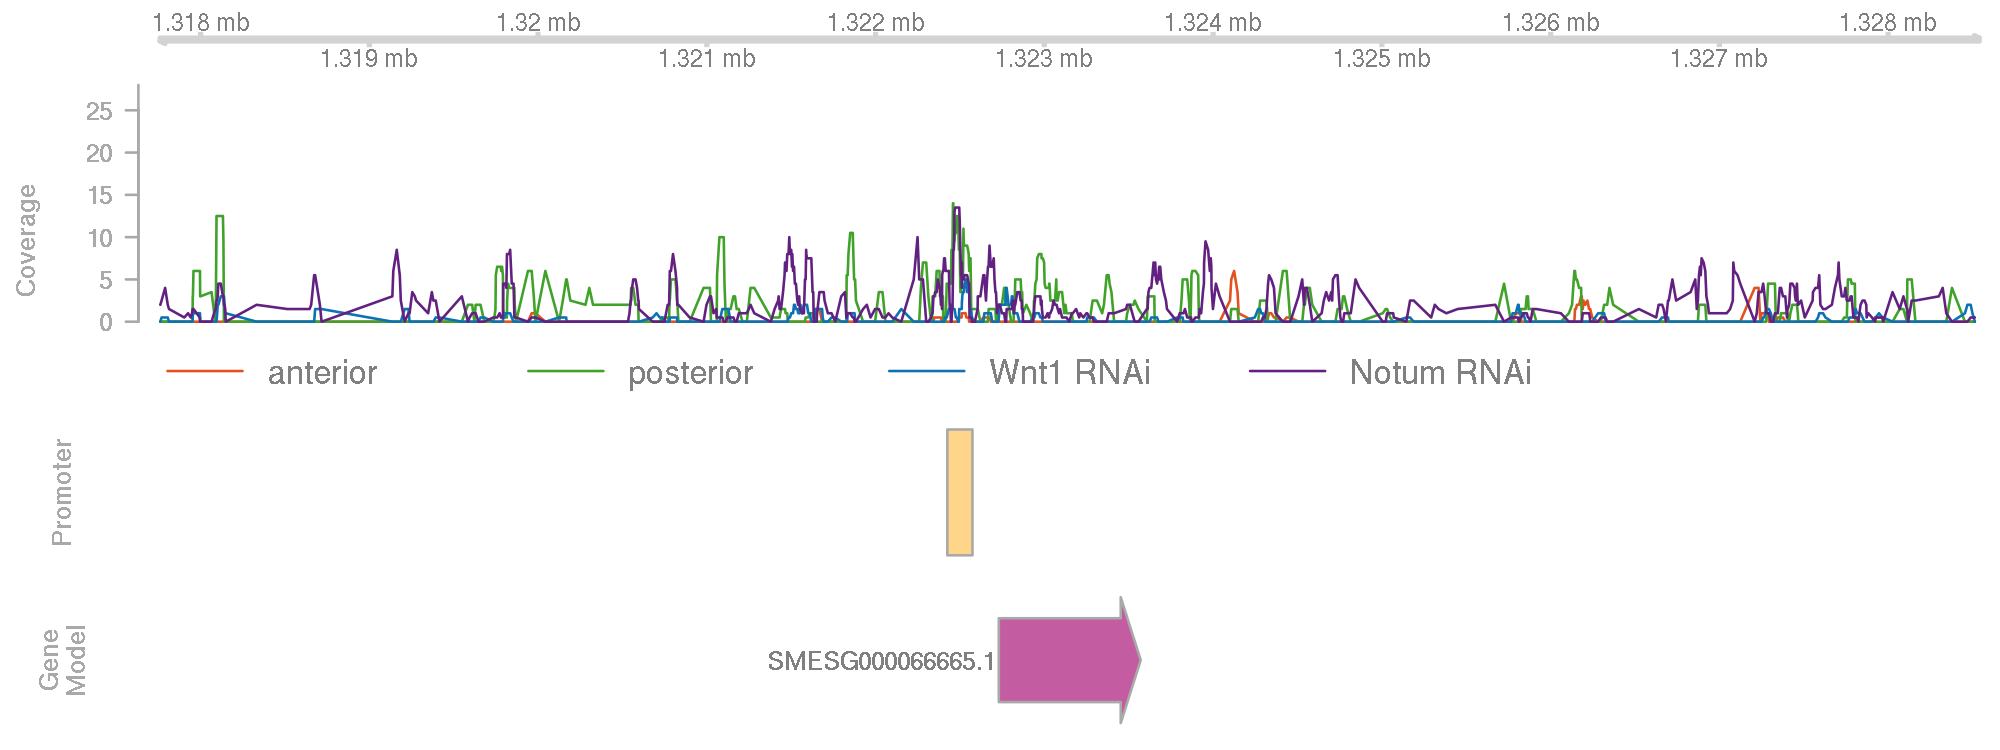 1.318 mb 1.32 mb 1.322 mb 1.324 mb 1.326 mb 1.328 mb
1.319 mb 1.321 mb 1.323 mb 1.325 mb 1.327 mb
Coverage
25
20
15
10
5
0
anterior posterior Wnt1 RNAi Notum RNAi
Promoter
Gene
Model
SMESG000066665.1